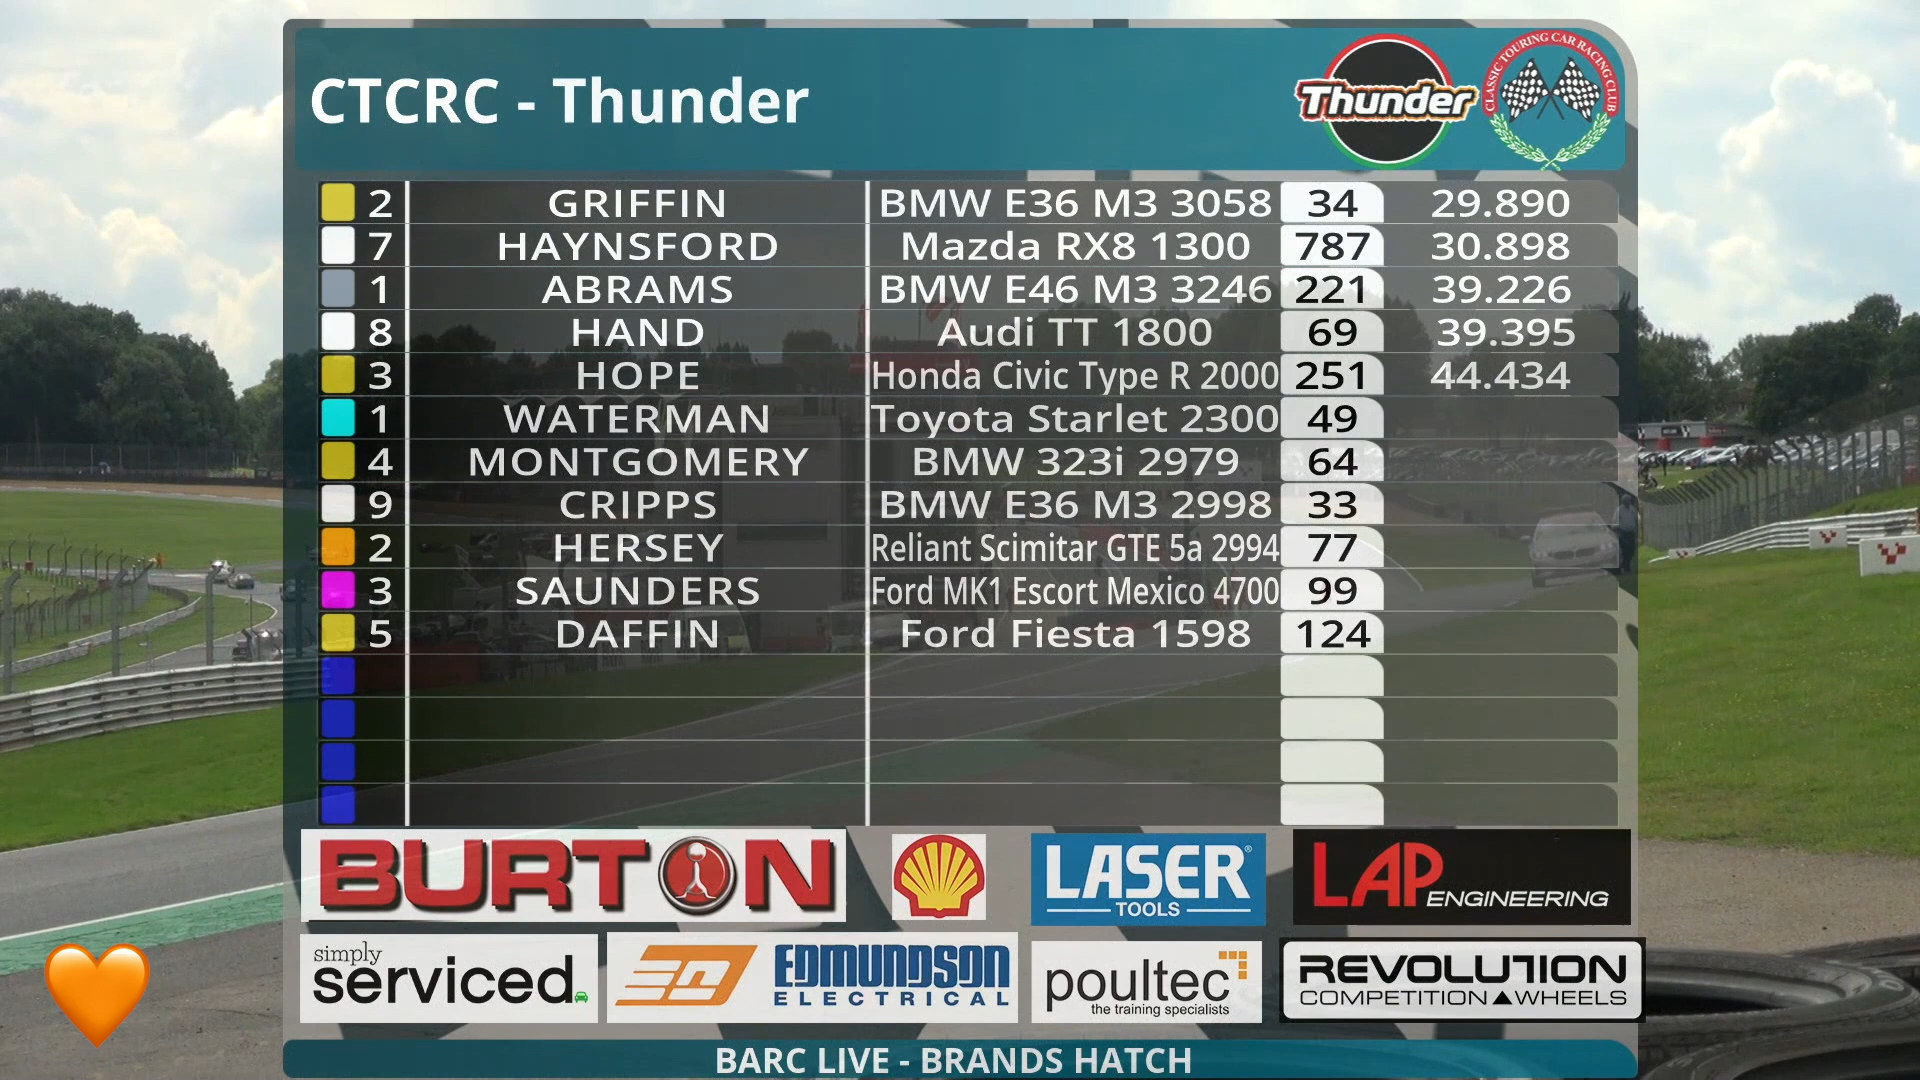 CTCRC - Thunder
Thunder
CLASSIC TOURING CAR RACING CLUB
2 GRIFFIN BMW E36 M3 3058 34 29.890
7 HAYNSFORD Mazda RX8 1300 787 30.898
1 ABRAMS BMW E46 M3 3246 221 39.226
8 HAND Audi TT 1800 69 39.395
3 HOPE Honda Civic Type R 2000 251 44.434
1 WATERMAN Toyota Starlet 2300 49
4 MONTGOMERY BMW 323i 2979 64
9 CRIPPS BMW E36 M3 2998 33
2 HERSEY Reliant Scimitar GTE 5a 2994 77
3 SAUNDERS Ford MK1 Escort Mexico 4700 99
5 DAFFIN Ford Fiesta 1598 124
BURTON
LASER®
TOOLS
LAP ENGINEERING
simply
serviced
EDMUNDSON
ELECTRICAL
poultec
the training specialists
REVOLUTION
COMPETITION WHEELS
BARC LIVE - BRANDS HATCH